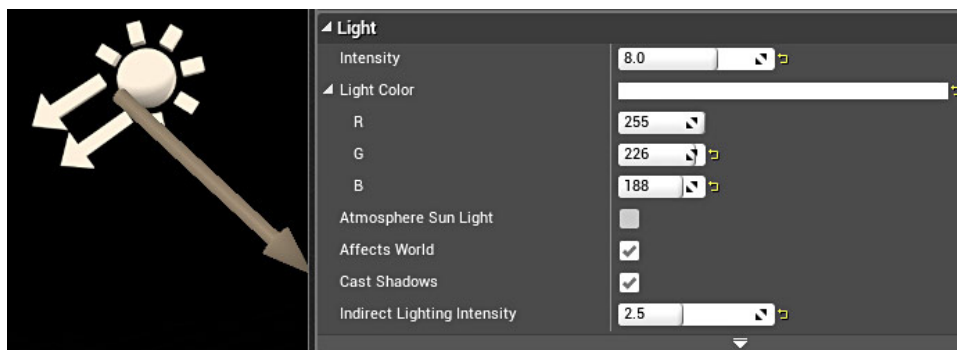 Light
Intensity 8.0
Light Color
R 255
G 226
B 188
Atmosphere Sun Light
Affects World
Cast Shadows
Indirect Lighting Intensity 2.5